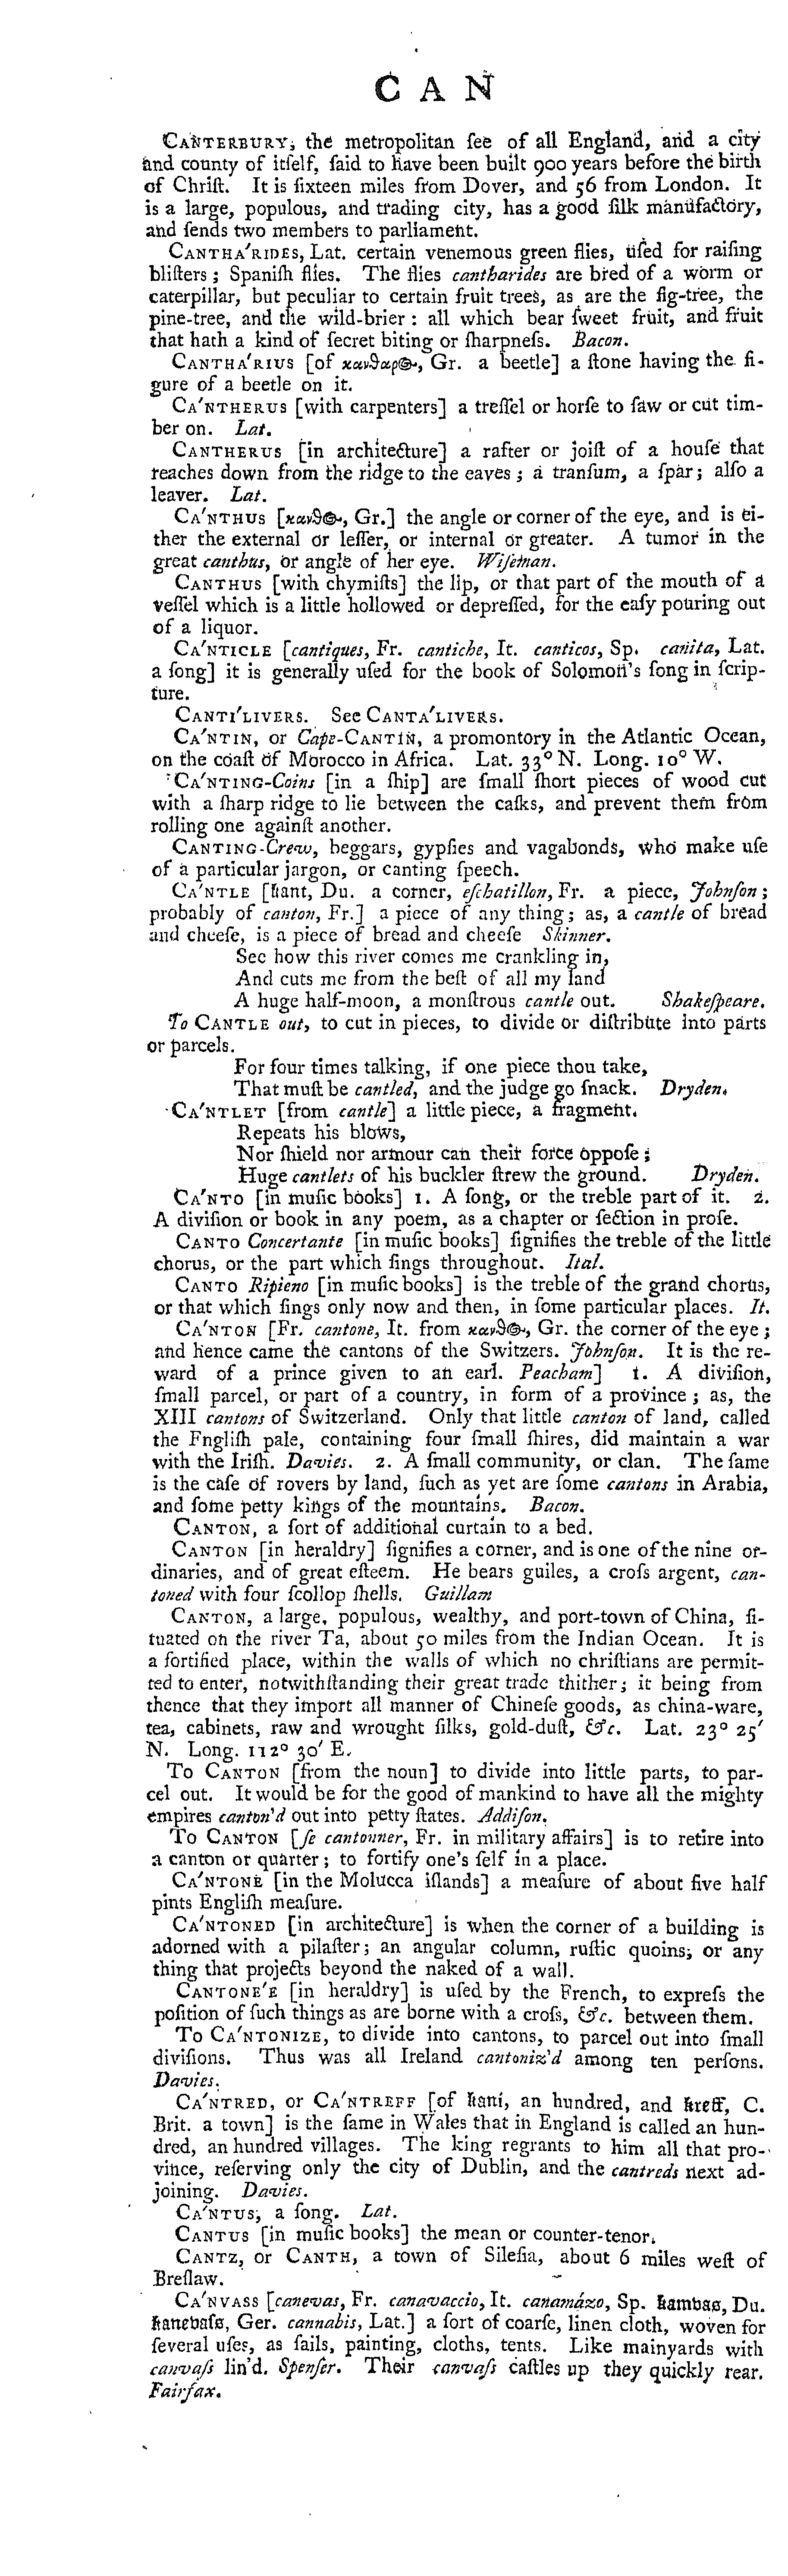 CAN
CANTERBURY, the metropolitan ſee of all England, and a city
and county of itſelf, ſaid to have been built 900 years before the birth
of Chriſt. It is ſixteen miles from Dover, and 56 from London. It
is a large, populous, and trading city, has a good ſilk manufactory,
and ſends two members to parliament.
CANTHA′RIDES, Lat. certain venemous green flies, uſed for raiſing
bliſters; Spaniſh flies. The flies cantharides are bred of a worm or
caterpillar, but peculiar to certain fruit trees, as are the fig-tree, the
pine-tree, and the wild-brier: all which bear ſweet fruit, and fruit
that hath a kind of ſecret biting or ſharpneſs. Bacon.
CANTHA′RIUS [of κανϑαρ☉-, Gr. a beetle] a ſtone having the fi-
gure of a beetle on it.
CA′NTHERUS [with carpenters] a treſſel or horſe to ſaw or cut tim-
ber on. Lat.
CANTHERUS [in architecture] a rafter or joiſt of a houſe that
reaches down from the ridge to the eaves; a tranſum, a ſpar; alſo a
leaver. Lat.
CA′NTHUS [κανϑ☉-, Gr.] the angle or corner of the eye, and is ei-
ther the external or leſſer, or internal or greater. A tumor in the
great canthus, or angle of her eye. Wiſeman.
CANTHUS [with chymiſts] the lip, or that part of the mouth of a
veſſel which is a little hollowed or depreſſed, for the eaſy pouring out
of a liquor.
CA′NTICLE [cantiques, Fr. cantiche, It. canticos, Sp. canita, Lat.
a ſong] it is generally uſed for the book of Solomon's ſong in ſcrip-
ture.
CANTI′LIVERS. See CANTA′LIVERS.
CA′NTIN, or Cape-CANTIN, a promontory in the Atlantic Ocean,
on the coaſt of Morocco in Africa. Lat. 33° N. Long. 10° W.
CA′NTING-Coins [in a ſhip] are ſmall ſhort pieces of wood cut
with a ſharp ridge to lie between the caſks, and prevent them from
rolling one againſt another.
CANTING-Crew, beggars, gypſies and vagabonds, who make uſe
of a particular jargon, or canting ſpeech.
CA′NTLE [kant, Du. a corner, eſchatillon, Fr. a piece, Johnſon;
probably of canton, Fr.] a piece of any thing; as, a cantle of bread
and cheeſe, is a piece of bread and cheeſe Skinner.
See how this river comes me crankling in,
And cuts me from the beſt of all my land
A huge half-moon, a monſtrous cantle out. Shakeſpeare.
To CANTLE out, to cut in pieces, to divide or diſtribute into parts
or parcels.
For four times talking, if one piece thou take,
That muſt be cantled, and the judge go ſnack. Dryden.
CA′NTLET [from cantle] a little piece, a fragment.
Repeats his blows,
Nor ſhield nor armour can their force oppoſe;
Huge cantlets of his buckler ſtrew the ground. Dryden.
CA′NTO [in muſic books] 1. A ſong, or the treble part of it. 2.
A diviſion or book in any poem, as a chapter or ſection in proſe.
CANTO Concertante [in muſic books] ſignifies the treble of the little
chorus, or the part which ſings throughout. Ital.
CANTO Ripieno [in muſic books] is the treble of the grand chorus,
or that which ſings only now and then, in ſome particular places. It.
CA′NTON [Fr. cantone, It. from κανϑ☉-, Gr. the corner of the eye;
and hence came the cantons of the Switzers. Johnſon. It is the re-
ward of a prince given to an earl. Peacham] 1. A diviſion,
ſmall parcel, or part of a country, in form of a province; as, the
XIII cantons of Switzerland. Only that little canton of land, called
the Fngliſh pale, containing four ſmall ſhires, did maintain a war
with the Iriſh. Davies. 2. A ſmall community, or clan. The ſame
is the caſe of rovers by land, ſuch as yet are ſome cantons in Arabia,
and ſome petty kings of the mountains. Bacon.
CANTON, a ſort of additional curtain to a bed.
CANTON [in heraldry] ſignifies a corner, and is one of the nine or-
dinaries, and of great eſteem. He bears guiles, a croſs argent, can-
toned with four ſcollop ſhells. Guillam
CANTON, a large, populous, wealthy, and port-town of China, ſi-
tuated on the river Ta, about 50 miles from the Indian Ocean. It is
a fortified place, within the walls of which no chriſtians are permit-
ted to enter, notwithſtanding their great trade thither; it being from
thence that they import all manner of Chineſe goods, as china-ware,
tea, cabinets, raw and wrought ſilks, gold-duſt, &c. Lat. 23° 25′
N. Long. 112° 30′ E.
To CANTON [from the noun] to divide into little parts, to par-
cel out. It would be for the good of mankind to have all the mighty
empires canton'd out into petty ſtates. Addiſon.
To CANTON [ſe cantonner, Fr. in military affairs] is to retire into
a canton or quarter; to fortify one's ſelf in a place.
CA′NTONE [in the Molucca iſlands] a meaſure of about five half
pints Engliſh meaſure.
CA′NTONED [in architecture] is when the corner of a building is
adorned with a pilaſter; an angular column, ruſtic quoins, or any
thing that projects beyond the naked of a wall.
CANTONE′E [in heraldry] is uſed by the French, to expreſs the
poſition of ſuch things as are borne with a croſs, &c. between them.
To CA′NTONIZE, to divide into cantons, to parcel out into ſmall
diviſions. Thus was all Ireland cantoniz'd among ten perſons.
Davies.
CA′NTRED, or CA′NTREFF [of kant, an hundred, and kreff, C.
Brit. a town] is the ſame in Wales that in England is called an hun-
dred, an hundred villages. The king regrants to him all that pro-
vince, reſerving only the city of Dublin, and the cantreds next ad-
joining. Davies.
CA′NTUS, a ſong. Lat.
CANTUS [in muſic books] the mean or counter-tenor.
CANTZ, or CANTH, a town of Sileſia, about 6 miles weſt of
Breſlaw.
CA′NVASS [canevas, Fr. canavaccio, It. canamázo, Sp. kambas, Du.
kanebaſs, Ger. cannabis, Lat.] a ſort of coarſe, linen cloth, woven for
ſeveral uſes, as ſails, painting, cloths, tents. Like mainyards with
canvaſs lin'd. Spenſer. Their canvaſs caſtles up they quickly rear.
Fairfax.